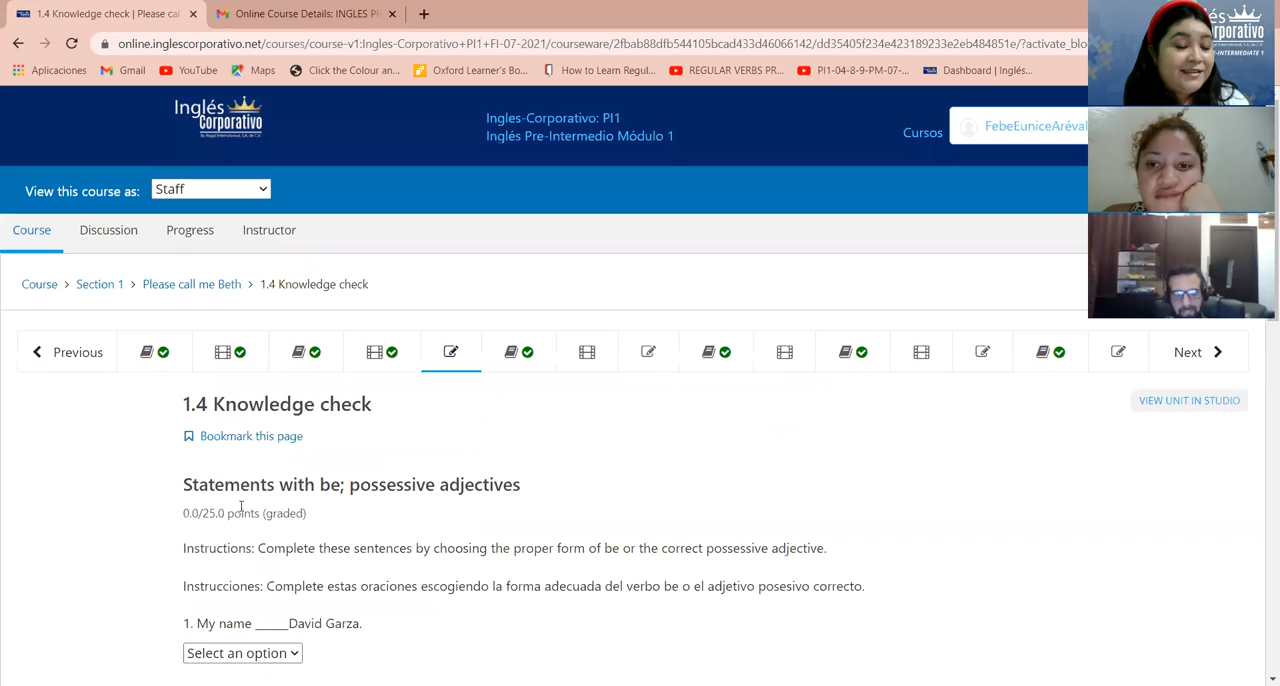 1.4 Knowledge check | Please cal
Online Course Details: INGLES PR
online.inglescorporativo.net/courses/course-v1:Ingles-Corporativo+PI1+FI-07-2021/courseware/2fbab88dfb544105bcad433d46066142/dd35405f234e423189233e2eb484851e/?activate_blo
Aplicaciones Gmail YouTube Maps Click the Colour an... Oxford Learner's Bo... How to Learn Regul... REGULAR VERBS PR... PI1-04-8-9-PM-07-... Dashboard | Inglés...
Inglés
Corporativo
Ingles-Corporativo: PI1
Inglés Pre-Intermedio Módulo 1
Cursos
FebeEuniceAréval
View this course as: Staff
Course Discussion Progress Instructor
Course > Section 1 > Please call me Beth > 1.4 Knowledge check
Previous
Next
1.4 Knowledge check
VIEW UNIT IN STUDIO
Bookmark this page
Statements with be; possessive adjectives
0.0/25.0 points (graded)
Instructions: Complete these sentences by choosing the proper form of be or the correct possessive adjective.
Instrucciones: Complete estas oraciones escogiendo la forma adecuada del verbo be o el adjetivo posesivo correcto.
1. My name ______David Garza.
Select an option